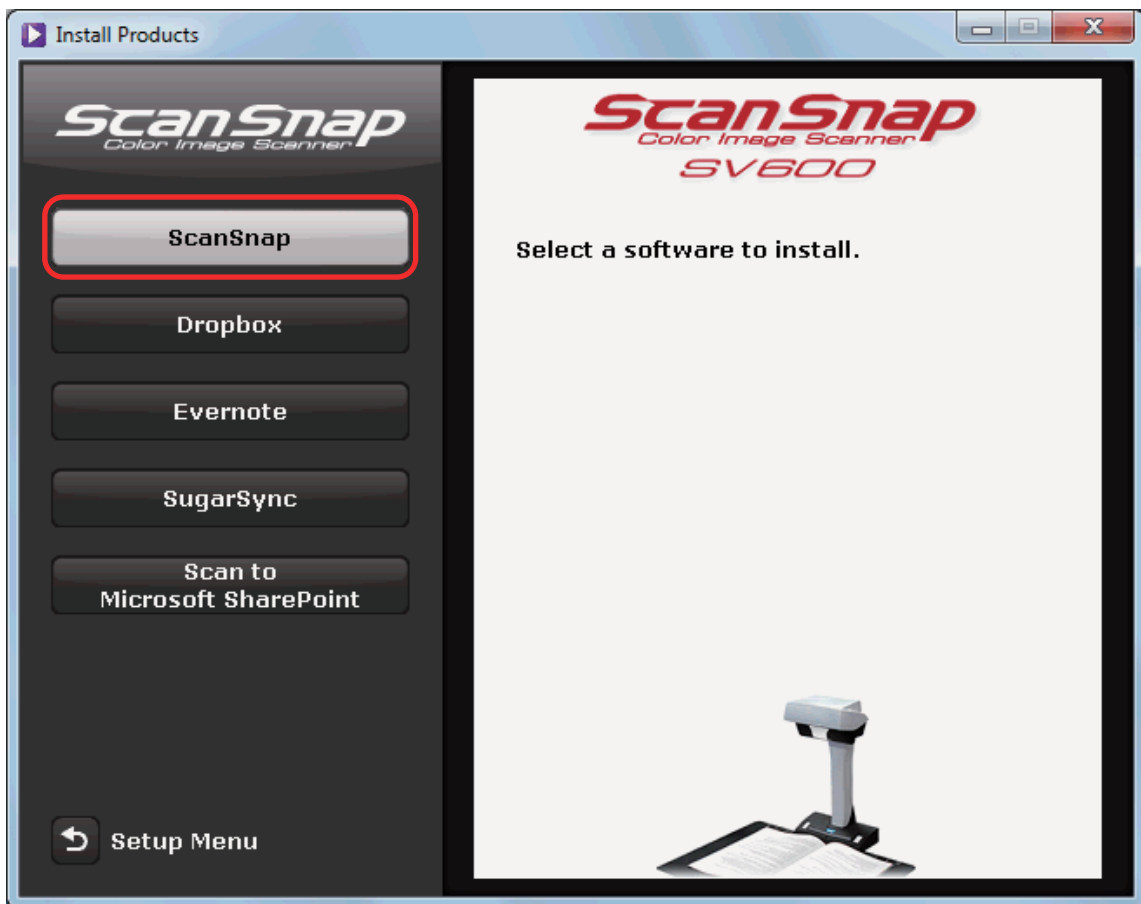 Install Products
ScanSnap
Color Image Scanner
ScanSnap
Dropbox
Evernote
SugarSync
Scan to
Microsoft SharePoint
Setup Menu
ScanSnap
Color Image Scanner
SV600
Select a software to install.